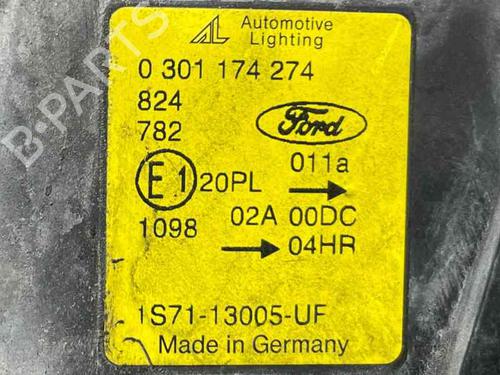 AL Automotive
Lighting
0 301 174 274
824
782
Ford
011a
E1 20PL →
1098
02A 00DC
→ 04HR
1S71-13005-UF
Made in Germany
B-PARTS